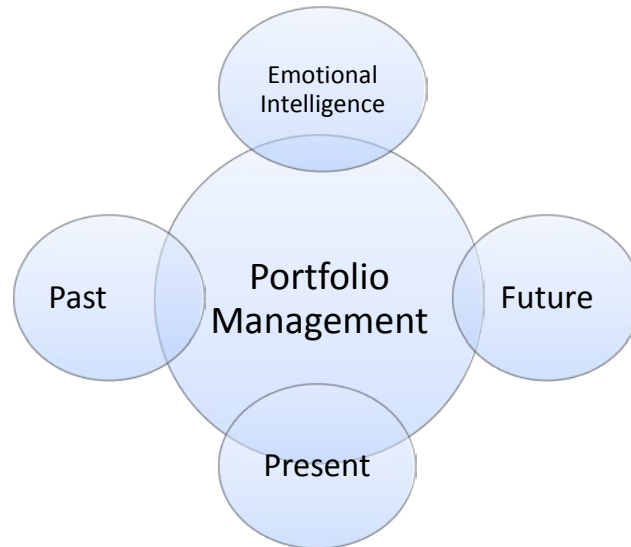 Emotional
Intelligence
Past
Portfolio
Management
Future
Present